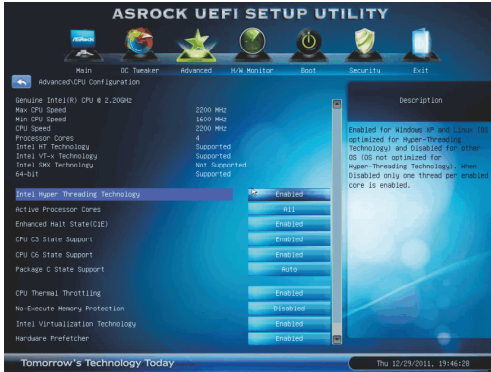 ASROCK UEFI SETUP UTILITY
ASRock
Main
OC Tweaker
Advanced
H/W Monitor
Boot
Security
Exit
Advanced\CPU Configuration
Genuine Intel(R) CPU @ 2.20GHz
Max CPU Speed 2200 MHz
Min CPU Speed 1600 MHz
CPU Speed 2200 MHz
Processor Cores 4
Intel HT Technology Supported
Intel VT-x Technology Supported
Intel SMX Technology Not Supported
64-bit Supported
Intel Hyper Threading Technology Enabled
Active Processor Cores All
Enhanced Halt State(C1E) Enabled
CPU C3 State Support Enabled
CPU C6 State Support Enabled
Package C State Support Auto
CPU Thermal Throttling Enabled
No-Execute Memory Protection Disabled
Intel Virtualization Technology Enabled
Hardware Prefetcher Enabled
Description
Enabled for Windows XP and Linux (OS
optimized for Hyper-Threading
Technology) and Disabled for other
OS (OS not optimized for
Hyper-Threading Technology). When
Disabled only one thread per enabled
core is enabled.
Tomorrow's Technology Today
Thu 12/29/2011, 19:46:28